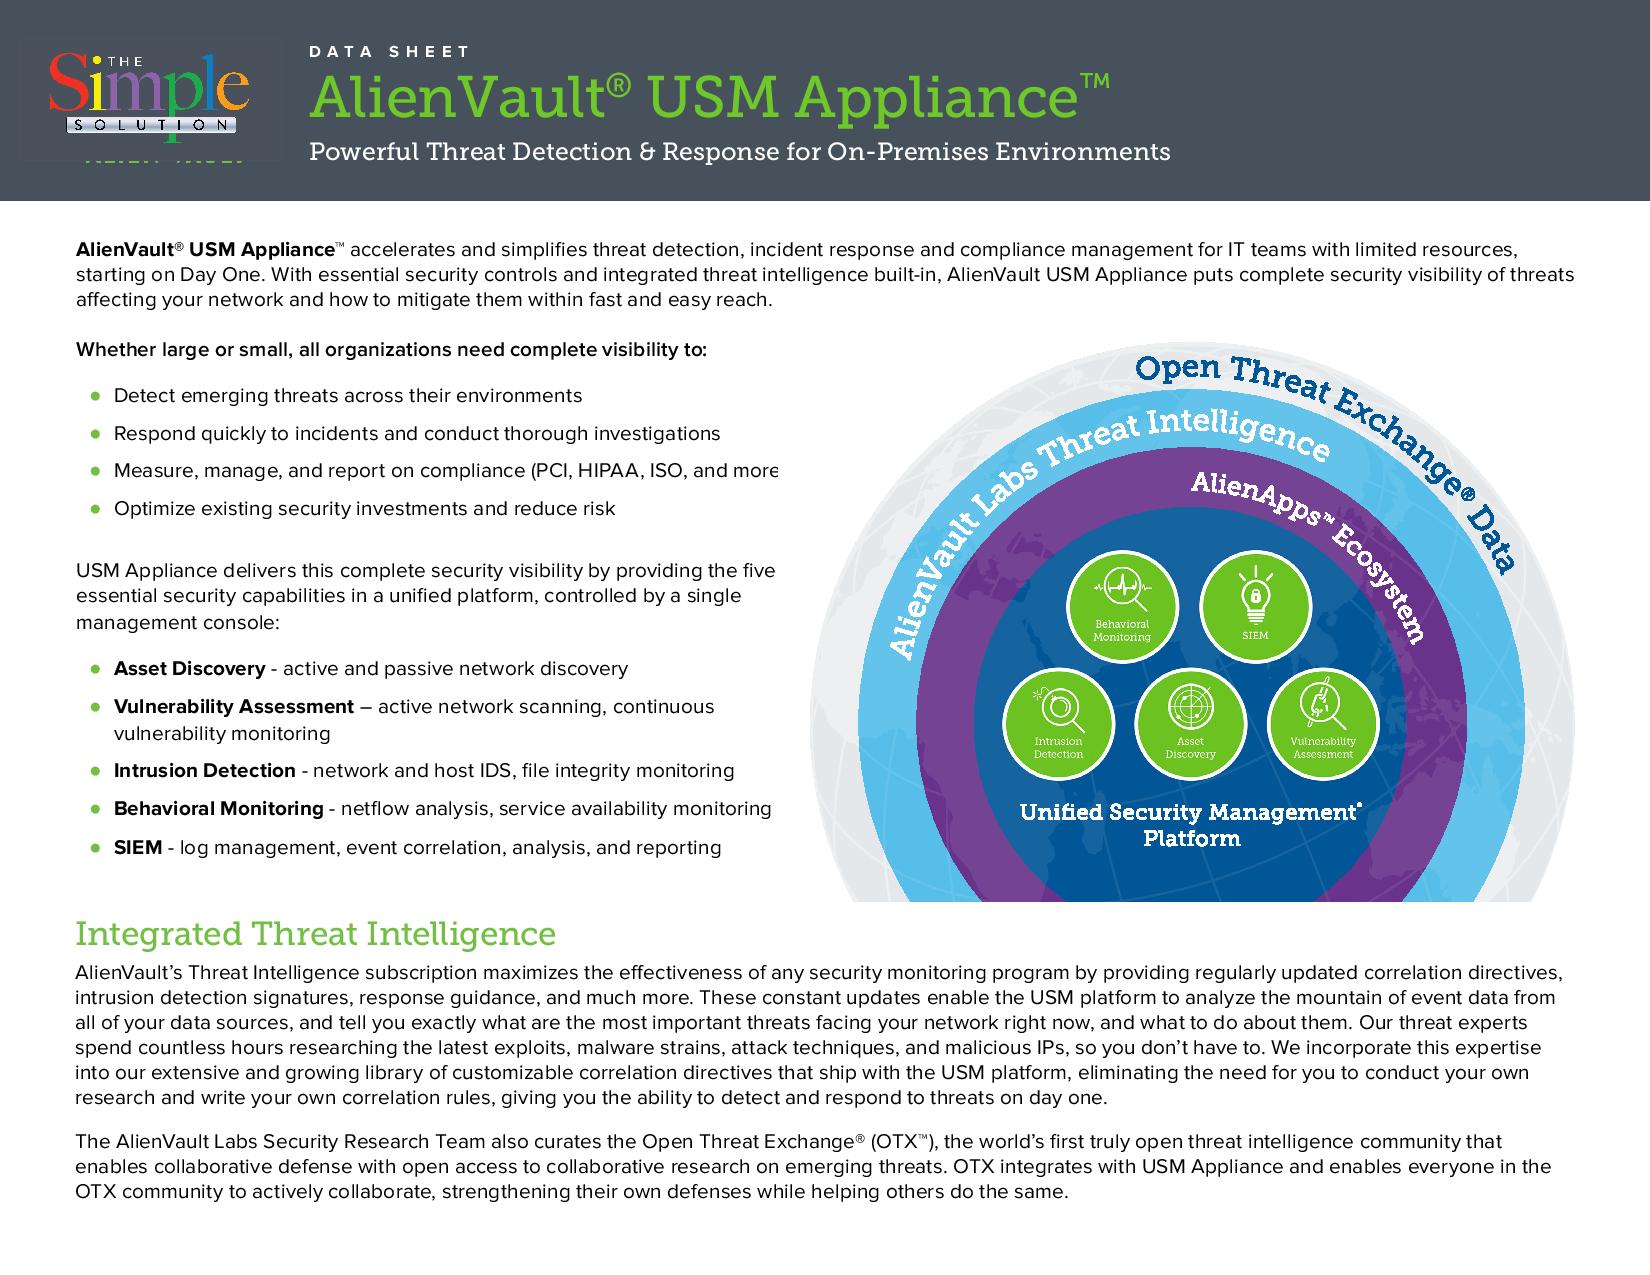 THE
Simple
SOLUTION
DATA SHEET
AlienVault® USM Appliance™
Powerful Threat Detection & Response for On-Premises Environments
AlienVault® USM Appliance™ accelerates and simplifies threat detection, incident response and compliance management for IT teams with limited resources,
starting on Day One. With essential security controls and integrated threat intelligence built-in, AlienVault USM Appliance puts complete security visibility of threats
affecting your network and how to mitigate them within fast and easy reach.
Whether large or small, all organizations need complete visibility to:
● Detect emerging threats across their environments
● Respond quickly to incidents and conduct thorough investigations
● Measure, manage, and report on compliance (PCI, HIPAA, ISO, and more
● Optimize existing security investments and reduce risk
USM Appliance delivers this complete security visibility by providing the five
essential security capabilities in a unified platform, controlled by a single
management console:
● Asset Discovery - active and passive network discovery
● Vulnerability Assessment – active network scanning, continuous
vulnerability monitoring
● Intrusion Detection - network and host IDS, file integrity monitoring
● Behavioral Monitoring - netflow analysis, service availability monitoring
● SIEM - log management, event correlation, analysis, and reporting
Open Threat Exchange® Data
AlienVault Labs Threat Intelligence
AlienApps™ Ecosystem
Behavioral
Monitoring
SIEM
Intrusion
Detection
Asset
Discovery
Vulnerability
Assessment
Unified Security Management®
Platform
Integrated Threat Intelligence
AlienVault’s Threat Intelligence subscription maximizes the effectiveness of any security monitoring program by providing regularly updated correlation directives,
intrusion detection signatures, response guidance, and much more. These constant updates enable the USM platform to analyze the mountain of event data from
all of your data sources, and tell you exactly what are the most important threats facing your network right now, and what to do about them. Our threat experts
spend countless hours researching the latest exploits, malware strains, attack techniques, and malicious IPs, so you don’t have to. We incorporate this expertise
into our extensive and growing library of customizable correlation directives that ship with the USM platform, eliminating the need for you to conduct your own
research and write your own correlation rules, giving you the ability to detect and respond to threats on day one.
The AlienVault Labs Security Research Team also curates the Open Threat Exchange® (OTX™), the world’s first truly open threat intelligence community that
enables collaborative defense with open access to collaborative research on emerging threats. OTX integrates with USM Appliance and enables everyone in the
OTX community to actively collaborate, strengthening their own defenses while helping others do the same.